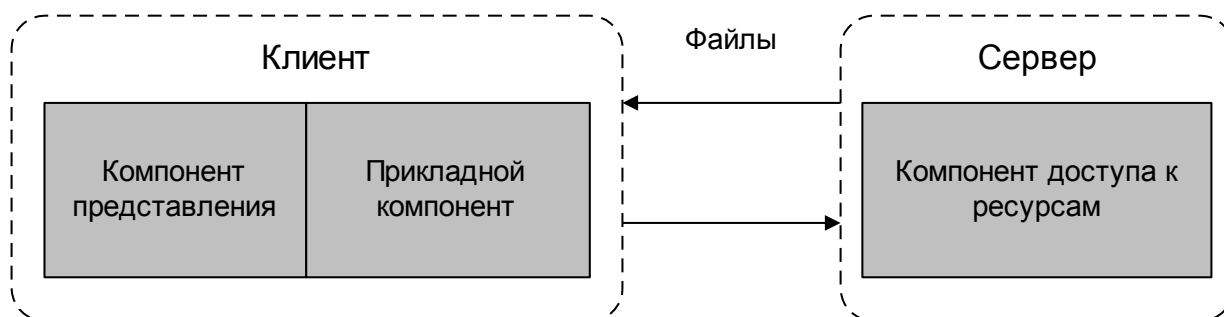 Клиент
Файлы
Сервер
Компонент
представления
Прикладной
компонент
Компонент доступа к
ресурсам